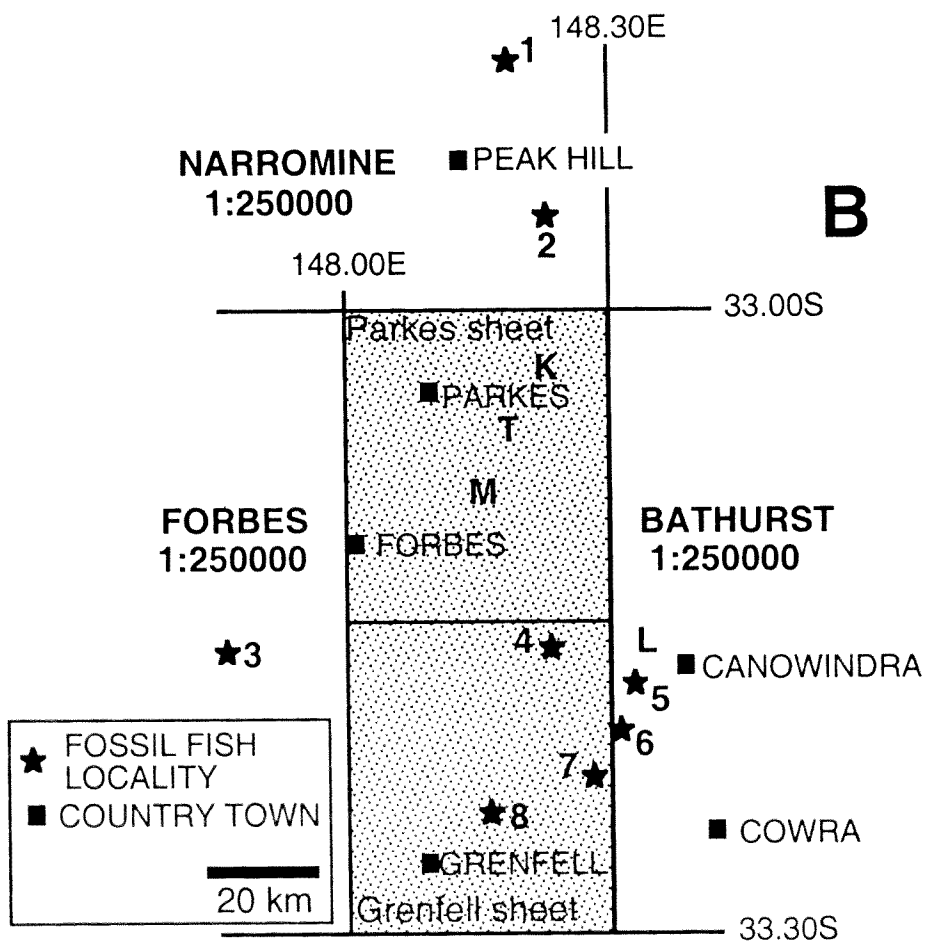 148.30E
1
PEAK HILL
NARROMINE
1:250000
B
2
148.00E
33.00S
Parkes sheet
K
PARKES
T
M
FORBES
1:250000
BATHURST
1:250000
FORBES
4
L
3
CANOWINDRA
5
6
7
8
FOSSIL FISH
LOCALITY
COUNTRY TOWN
20 km
COWRA
GRENFELL
Grenfell sheet
33.30S